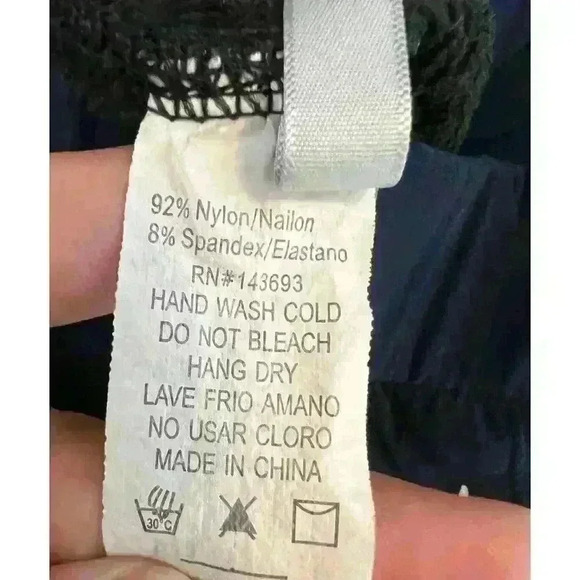 92% Nylon/Nailon
8% Spandex/Elastano
RN#143693
HAND WASH COLD
DO NOT BLEACH
HANG DRY
LAVE FRIO AMANO
NO USAR CLORO
MADE IN CHINA
30°C